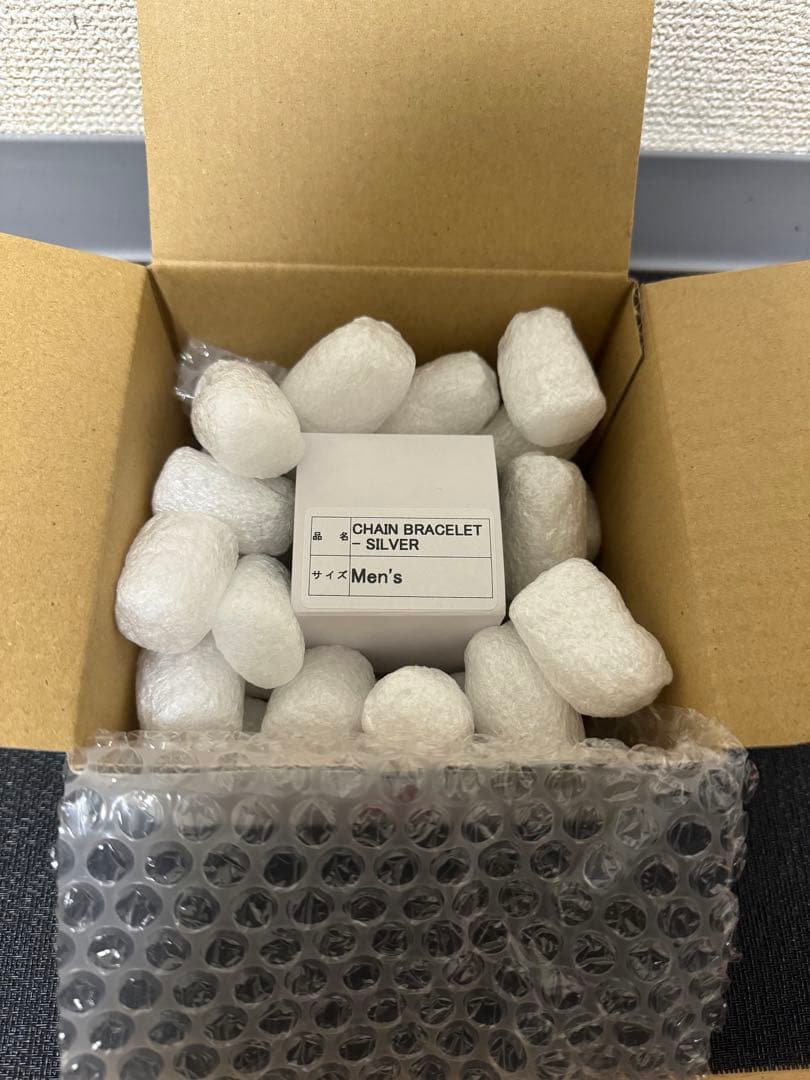 品 名 CHAIN BRACELET
- SILVER
サイズ Men's